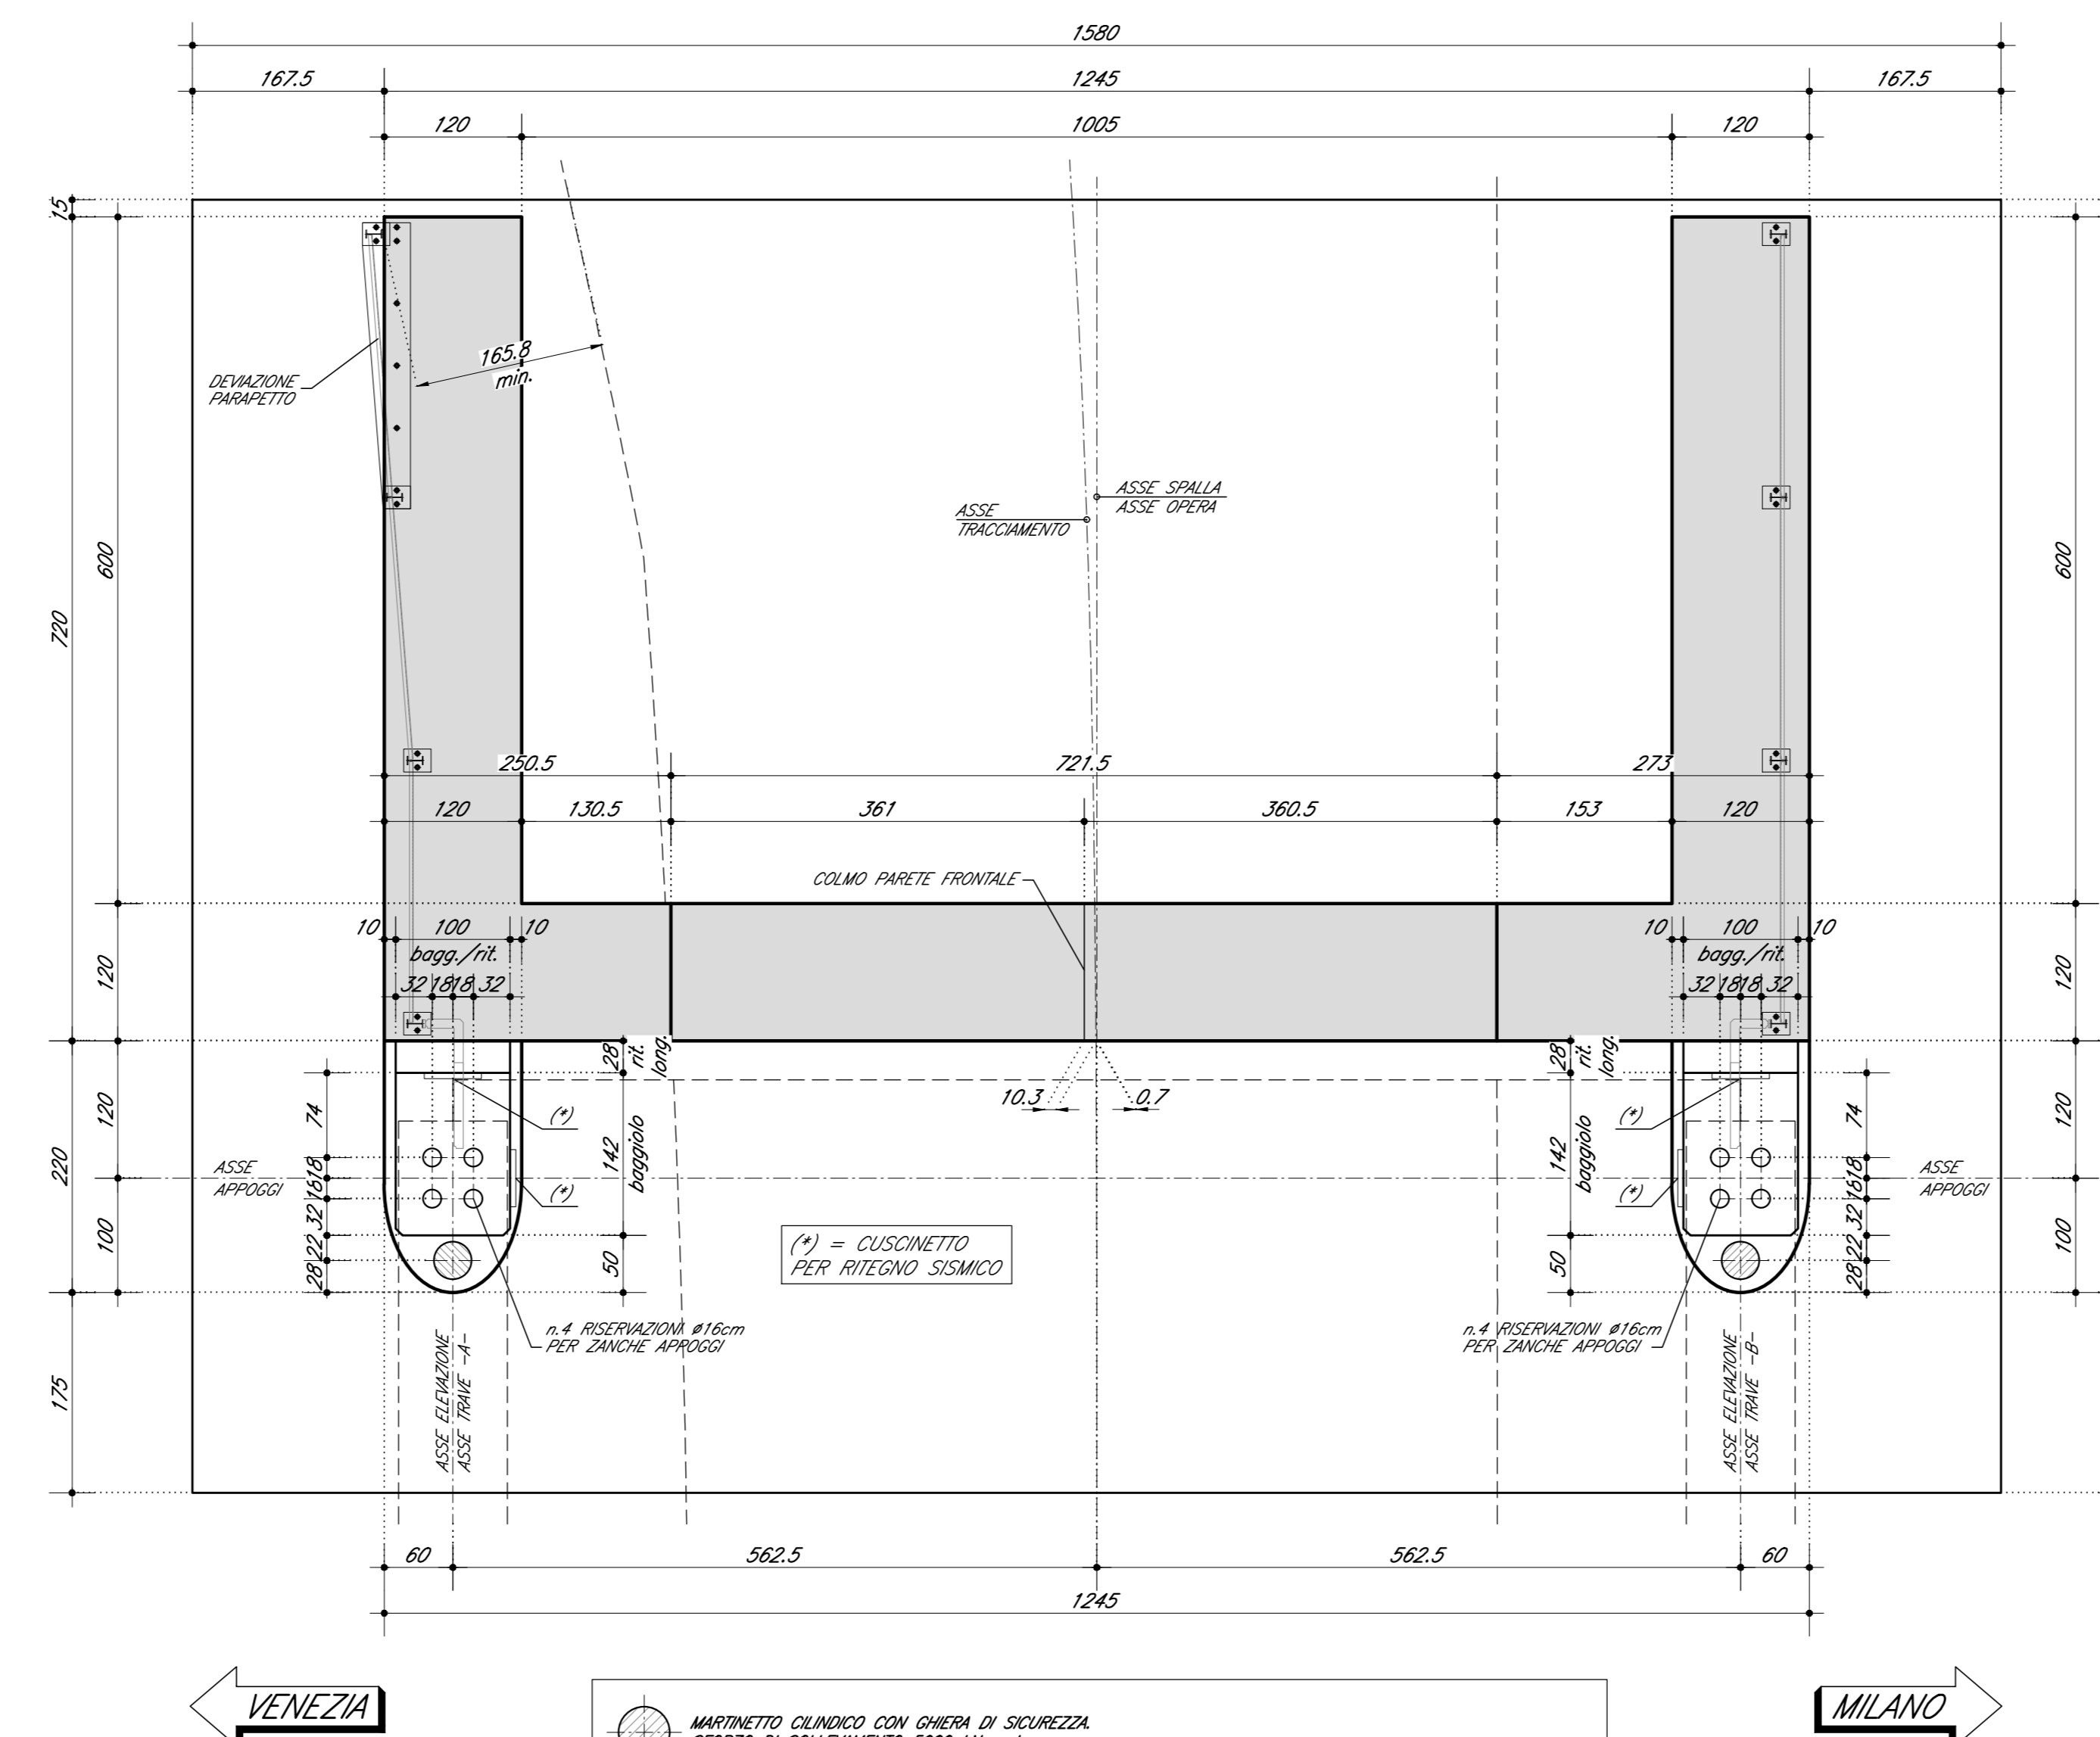 1580
167.5 1245 167.5
120 1005 120
15
165.8
min.
DEVIAZIONE
PARAPETTO
ASSE SPALLA
ASSE OPERA
ASSE
TRACCIAMENTO
600 600
720
250.5 721.5 273
120 130.5 361 360.5 153 120
COLMO PARETE FRONTALE
10 100 10 10 100 10
bagg./rit. bagg./rit.
120 120
32 18 18 32 32 18 18 32
28 rit. long. 28 rit. long.
10.3 0.7
74 (*) (*) 74
120 142 baggiolo 142 baggiolo 120
220
ASSE
APPOGGI
ASSE
APPOGGI
18 18 (*) (*) 18 18
32 32
100 100
22 22
28 50 50 28
(*) = CUSCINETTO
PER RITEGNO SISMICO
n.4 RISERVAZIONI ø16cm
PER ZANCHE APPOGGI
n.4 RISERVAZIONI ø16cm
PER ZANCHE APPOGGI
175
ASSE ELEVAZIONE
ASSE TRAVE -A-
ASSE ELEVAZIONE
ASSE TRAVE -B-
60 562.5 562.5 60
1245
VENEZIA
MILANO
MARTINETTO CILINDICO CON GHIERA DI SICUREZZA.